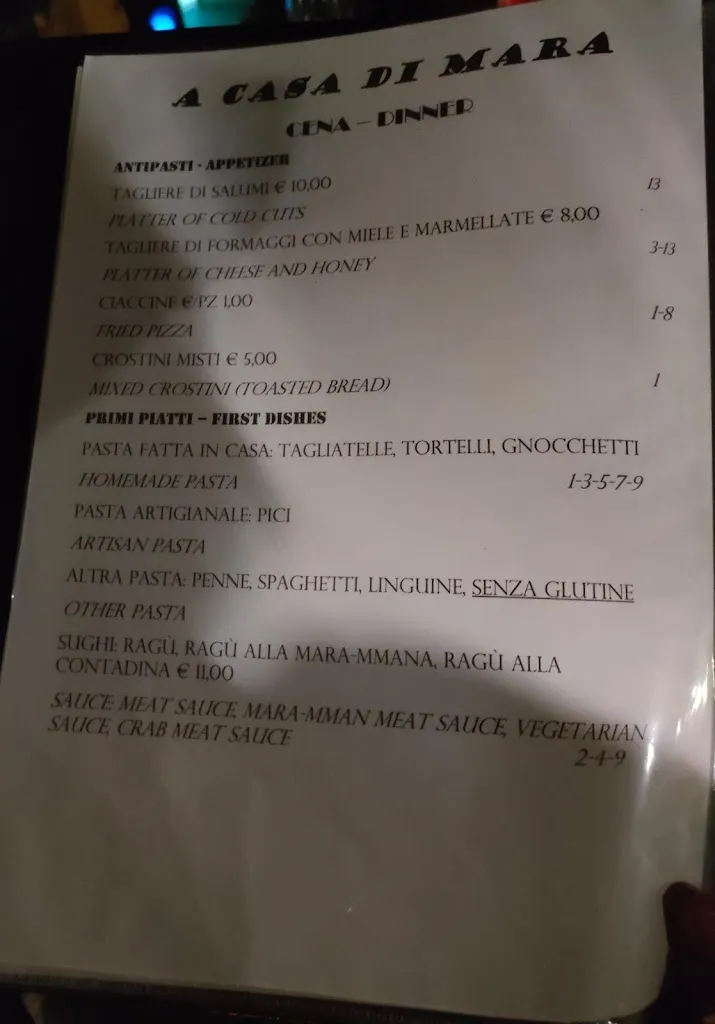 A CASA DI MARA
CENA – DINNER
ANTIPASTI - APPETIZER
TAGLIERE DI SALUMI € 10,00
13
PLATTER OF COLD CUTS
TAGLIERE DI FORMAGGI CON MIELE E MARMELLATE € 8,00
PLATTER OF CHEESE AND HONEY
3-13
CIACCINE €/PZ 1,00
FRIED PIZZA
1-8
CROSTINI MISTI € 5,00
MIXED CROSTINI (TOASTED BREAD)
1
PRIMI PIATTI – FIRST DISHES
PASTA FATTA IN CASA: TAGLIATELLE, TORTELLI, GNOCCHETTI
HOMEMADE PASTA 1-3-5-7-9
PASTA ARTIGIANALE: PICI
ARTISAN PASTA
ALTRA PASTA: PENNE, SPAGHETTI, LINGUINE, SENZA GLUTINE
OTHER PASTA
SUGHI: RAGÙ, RAGÙ ALLA MARA-MMANA, RAGÙ ALLA
CONTADINA € 11,00
SAUCE: MEAT SAUCE, MARA-MMAN MEAT SAUCE, VEGETARIAN
SAUCE, CRAB MEAT SAUCE
2-4-9